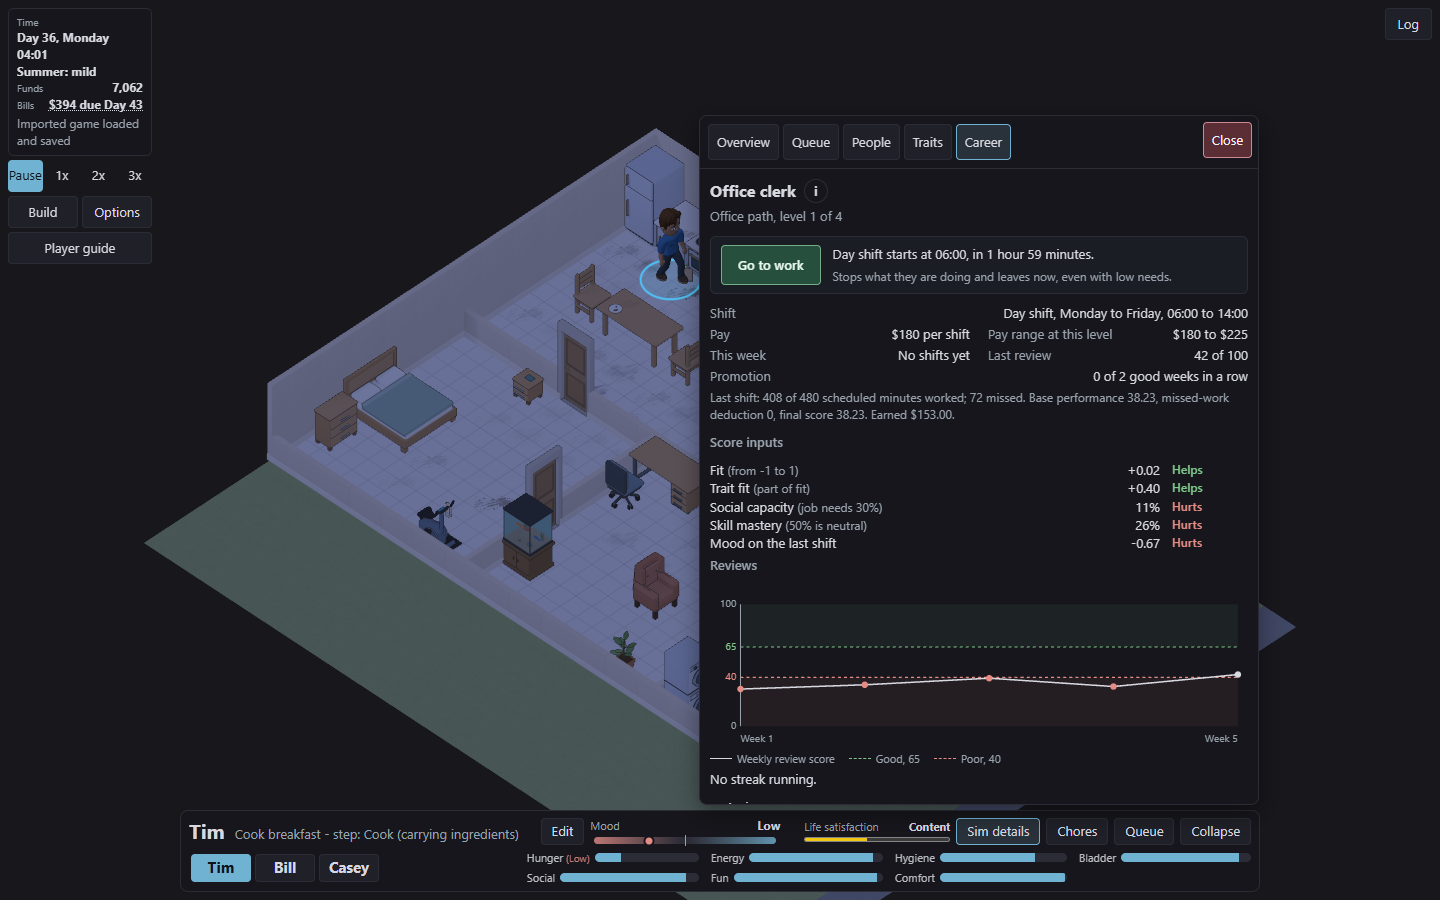 Time
Day 36, Monday
04:01
Summer: mild
Funds 7,062
Bills $394 due Day 43
Imported game loaded
and saved
Pause 1x 2x 3x
Build Options
Player guide
Log
Overview Queue People Traits Career Close
Office clerk i
Office path, level 1 of 4
Go to work
Day shift starts at 06:00, in 1 hour 59 minutes.
Stops what they are doing and leaves now, even with low needs.
Shift Day shift, Monday to Friday, 06:00 to 14:00
Pay $180 per shift Pay range at this level $180 to $225
This week No shifts yet Last review 42 of 100
Promotion 0 of 2 good weeks in a row
Last shift: 408 of 480 scheduled minutes worked; 72 missed. Base performance 38.23, missed-work
deduction 0, final score 38.23. Earned $153.00.
Score inputs
Fit (from -1 to 1) +0.02 Helps
Trait fit (part of fit) +0.40 Helps
Social capacity (job needs 30%) 11% Hurts
Skill mastery (50% is neutral) 26% Hurts
Mood on the last shift -0.67 Hurts
Reviews
100
65
40
0
Week 1 Week 5
Weekly review score Good, 65 Poor, 40
No streak running.
Tim Cook breakfast - step: Cook (carrying ingredients) Edit
Mood Low
Life satisfaction Content
Sim details Chores Queue Collapse
Tim Bill Casey
Hunger (Low) Energy Hygiene Bladder
Social Fun Comfort